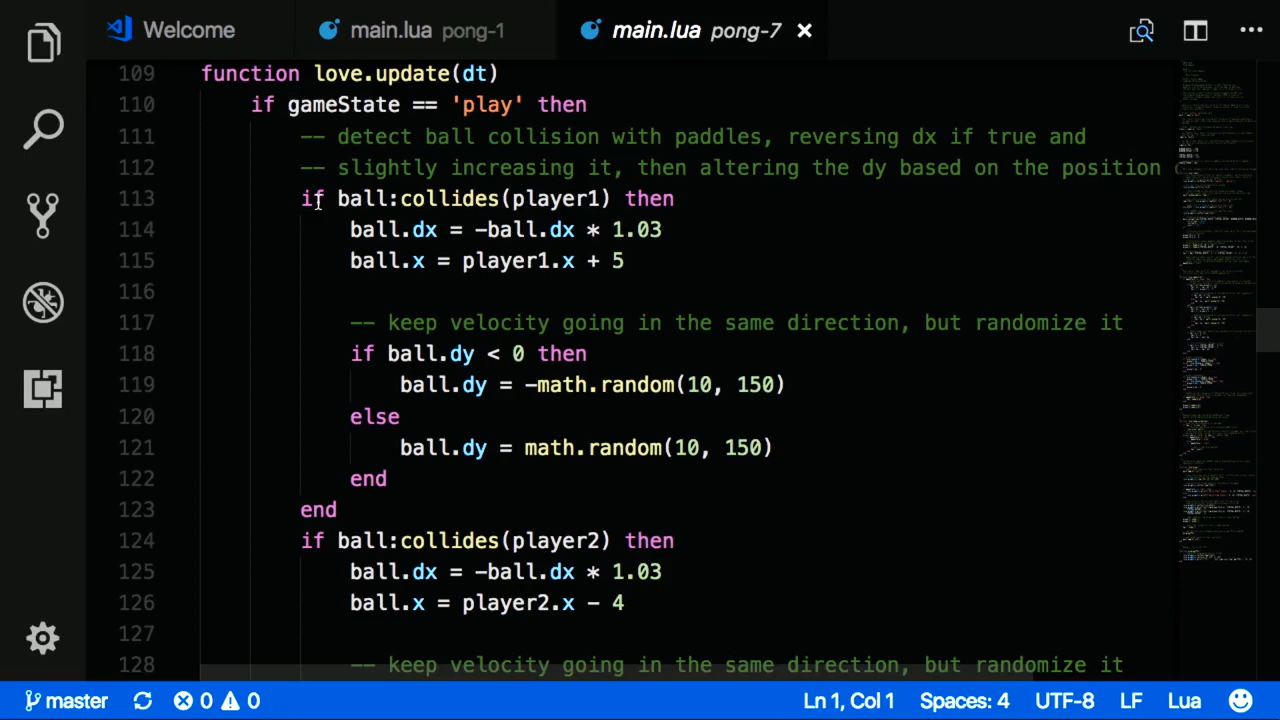 Welcome
main.lua pong-1
main.lua pong-7
109 function love.update(dt)
110 if gameState == 'play' then
111 -- detect ball collision with paddles, reversing dx if true and
112 -- slightly increasing it, then altering the dy based on the position
113 if ball:collides(player1) then
114 ball.dx = -ball.dx * 1.03
115 ball.x = player1.x + 5
116
117 -- keep velocity going in the same direction, but randomize it
118 if ball.dy < 0 then
119 ball.dy = -math.random(10, 150)
120 else
121 ball.dy = math.random(10, 150)
122 end
123 end
124 if ball:collides(player2) then
125 ball.dx = -ball.dx * 1.03
126 ball.x = player2.x - 4
127
128 -- keep velocity going in the same direction, but randomize it
master 0 0 Ln 1, Col 1 Spaces: 4 UTF-8 LF Lua